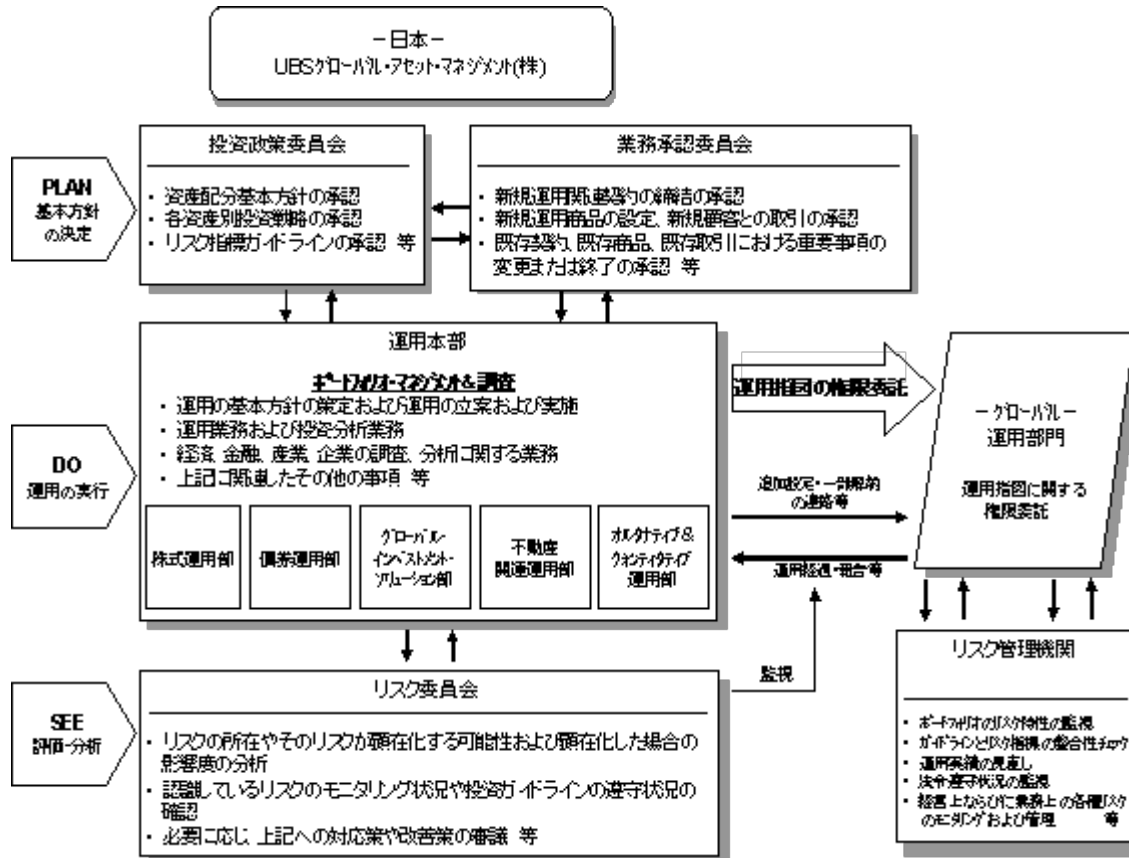 －日本－
UBSグローバル・アセット・マネジメント(株)
PLAN
基本方針
の決定
投資政策委員会
・ 資産配分基本方針の承認
・ 各資産別投資戦略の承認
・ リスク指標ガイドラインの承認 等
業務承認委員会
・ 新規運用関連契約の締結の承認
・ 新規運用商品の設定、新規顧客との取引の承認
・ 既存契約、既存商品、既存取引における重要事項の
変更または終了の承認 等
DO
運用の実行
運用本部
ポートフォリオ・マネジメント＆調査
・ 運用の基本方針の策定および運用の立案および実施
・ 運用業務および投資分析業務
・ 経済、金融、産業、企業の調査、分析に関する業務
・ 上記に関連したその他の事項 等
株式運用部
債券運用部
グローバル・
インベストメント・
ソリューション部
不動産
関連運用部
オルタナティブ＆
クォンティタティブ
運用部
運用指図の権限委託
追加設定・一部解約
の連絡等
運用経過・報告等
－グローバル－
運用部門
運用指図に関する
権限委託
SEE
評価・分析
リスク委員会
・ リスクの所在やそのリスクが顕在化する可能性および顕在化した場合の
影響度の分析
・ 認識しているリスクのモニタリング状況や投資ガイドラインの遵守状況の
確認
・ 必要に応じ、上記への対応策や改善策の審議 等
監視
リスク管理機関
・ ポートフォリオのリスク特性の監視
・ ガイドラインとリスク指標の整合性チェック
・ 運用実績の見直し
・ 法令遵守状況の監視
・ 経営上ならびに業務上の各種リスク
のモニタリングおよび管理 等